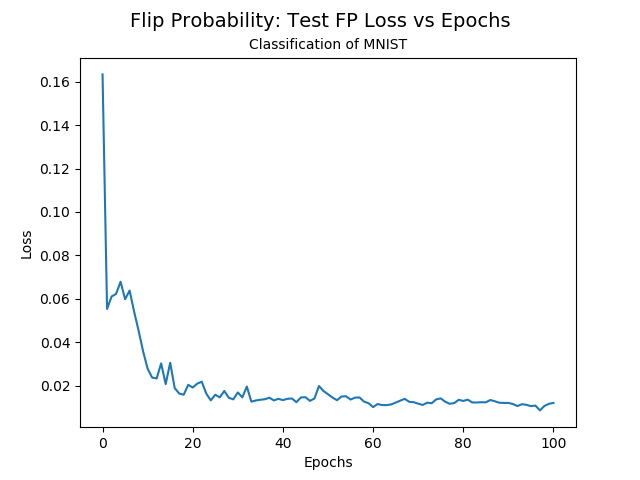 Flip Probability: Test FP Loss vs Epochs
Classification of MNIST
0.16
0.14
0.12
0.10
0.08
0.06
0.04
0.02
Loss
0 20 40 60 80 100
Epochs